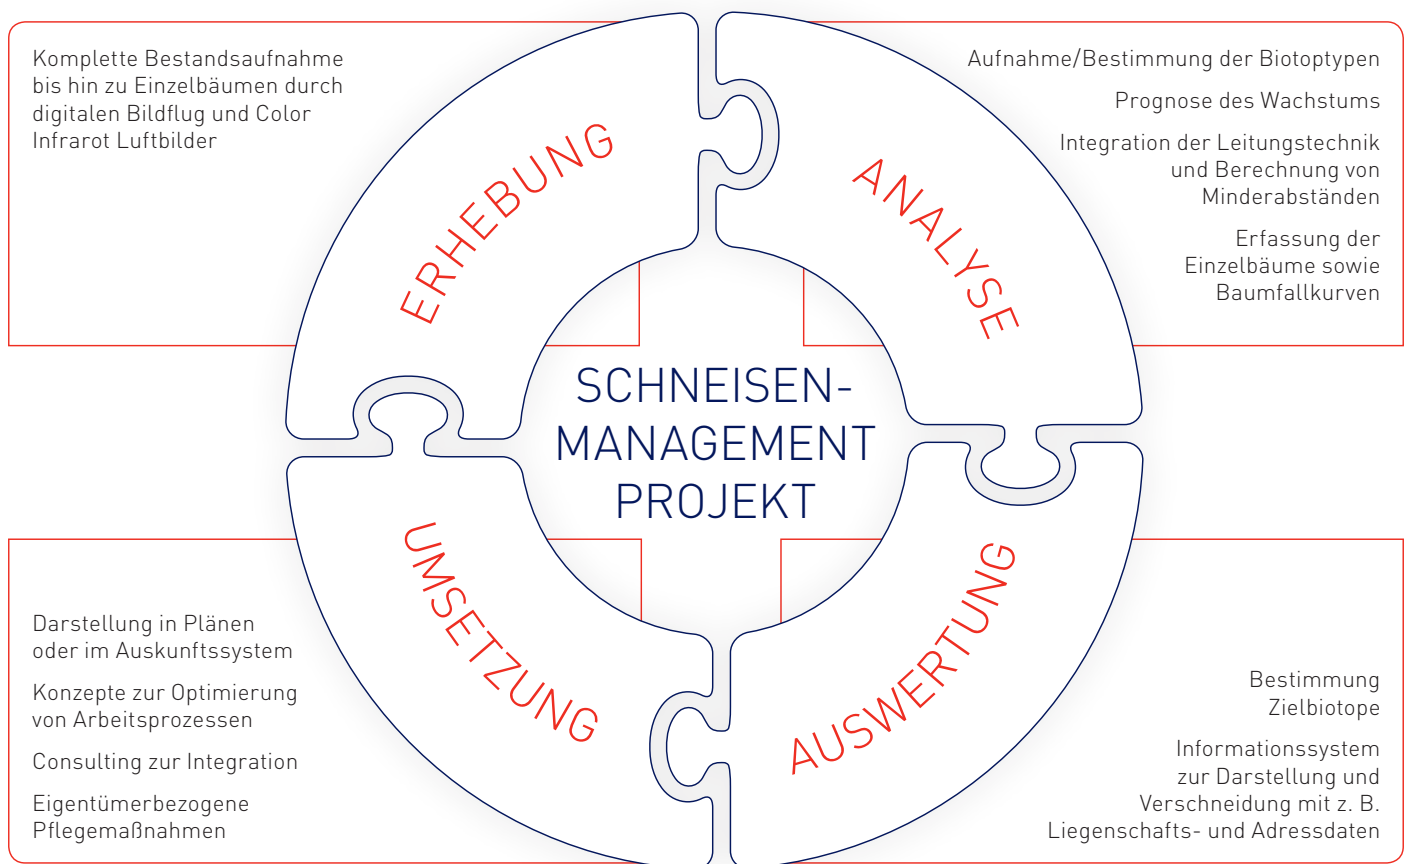 Komplette Bestandsaufnahme
bis hin zu Einzelbäumen durch
digitalen Bildflug und Color
Infrarot Luftbilder
ERHEBUNG
Aufnahme/Bestimmung der Biotoptypen
Prognose des Wachstums
Integration der Leitungstechnik
und Berechnung von
Minderabständen
Erfassung der
Einzelbäume sowie
Baumfallkurven
ANALYSE
SCHNEISEN-
MANAGEMENT
PROJEKT
UMSETZUNG
Darstellung in Plänen
oder im Auskunftssystem
Konzepte zur Optimierung
von Arbeitsprozessen
Consulting zur Integration
Eigentümerbezogene
Pflegemaßnahmen
AUSWERTUNG
Bestimmung
Zielbiotope
Informationssystem
zur Darstellung und
Verschneidung mit z. B.
Liegenschafts- und Adressdaten